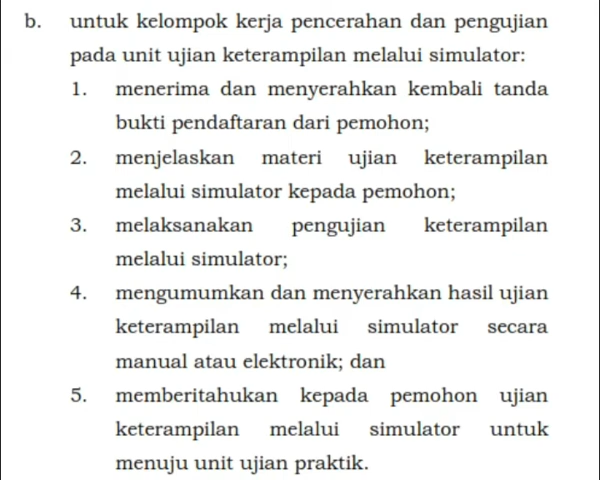 b. untuk kelompok kerja pencerahan dan pengujian
pada unit ujian keterampilan melalui simulator:
1. menerima dan menyerahkan kembali tanda
bukti pendaftaran dari pemohon;
2. menjelaskan materi ujian keterampilan
melalui simulator kepada pemohon;
3. melaksanakan pengujian keterampilan
melalui simulator;
4. mengumumkan dan menyerahkan hasil ujian
keterampilan melalui simulator secara
manual atau elektronik; dan
5. memberitahukan kepada pemohon ujian
keterampilan melalui simulator untuk
menuju unit ujian praktik.